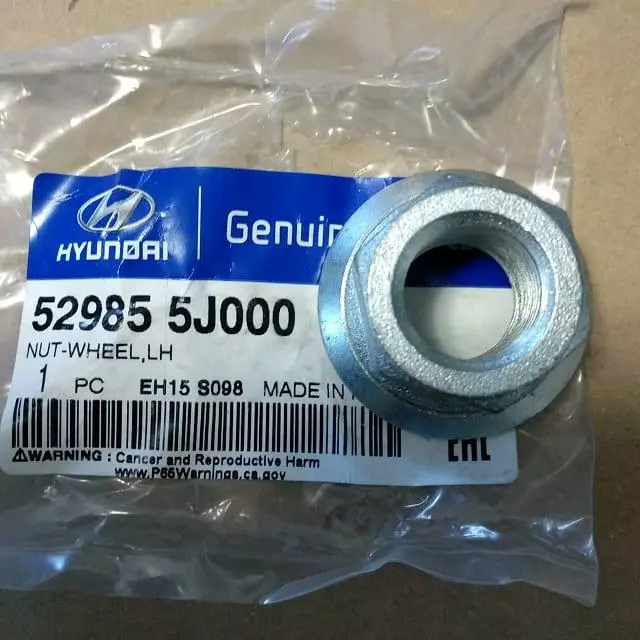 HYUNDAI
Genuin
52985 5J000
NUT-WHEEL,LH
1 PC EH15 S098 MADE IN
⚠WARNING : Cancer and Reproductive Harm
www.P65Warnings.ca.gov
EAC